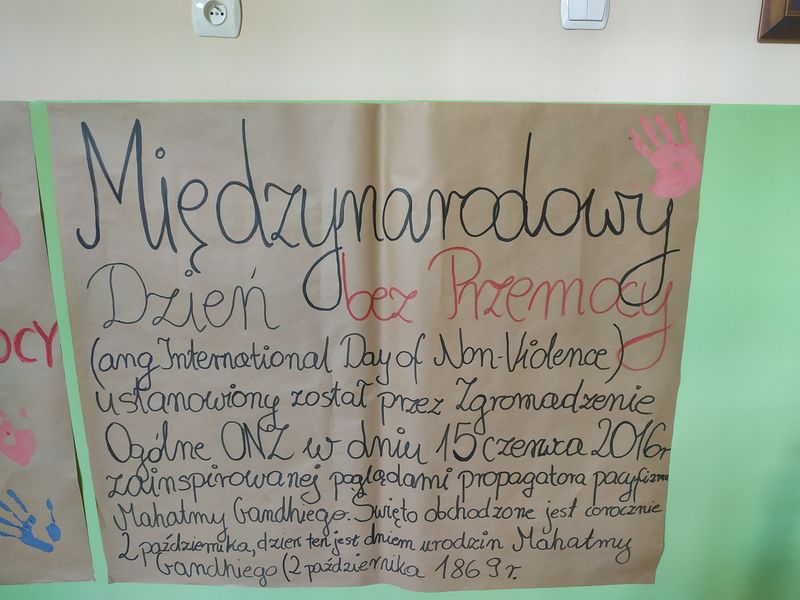 Międzynarodowy
Dzień bez Przemocy
(ang International Day of Non-Violence)
ustanowiony został przez Zgromadzenie
Ogólne ONZ w dniu 15 czerwca 2016r
zainspirowanej poglądami propagatora pacyfizmu
Mahatmy Gandhiego. Święto obchodzone jest corocznie
2 października, dzień ten jest dniem urodzin Mahatmy
Gandhiego (2 października 1869 r.
OCY